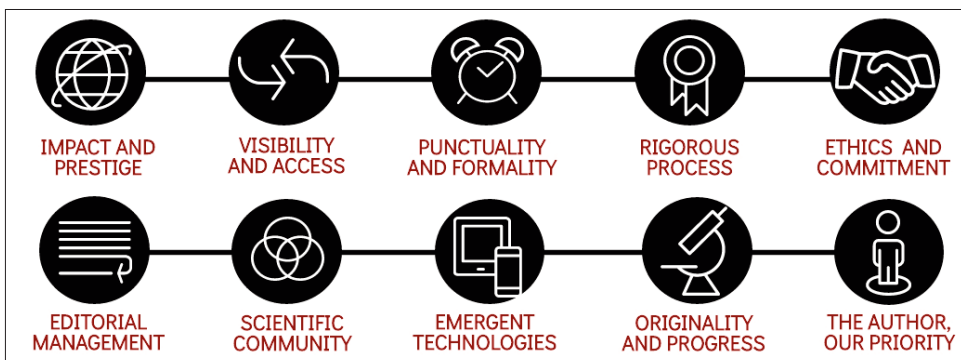 IMPACT AND
PRESTIGE
VISIBILITY
AND ACCESS
PUNCTUALITY
AND FORMALITY
RIGOROUS
PROCESS
ETHICS AND
COMMITMENT
EDITORIAL
MANAGEMENT
SCIENTIFIC
COMMUNITY
EMERGENT
TECHNOLOGIES
ORIGINALITY
AND PROGRESS
THE AUTHOR,
OUR PRIORITY